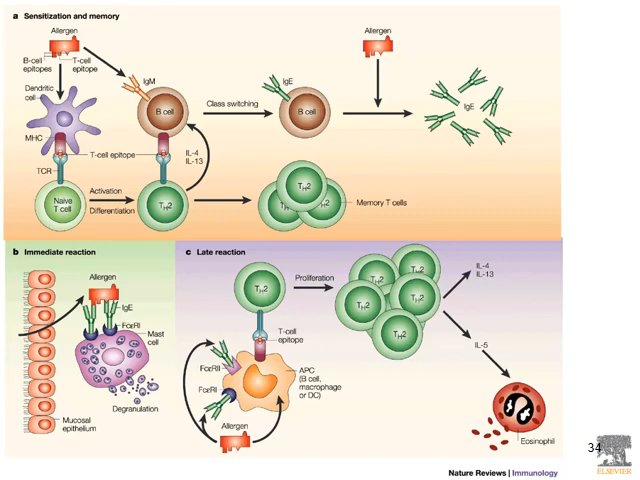 a Sensitization and memory
Allergen
B-cell
epitopes
T-cell
epitope
Dendritic
cell
MHC
TCR
T-cell epitope
Naive
T cell
Activation
Differentiation
IgM
B cell
IL-4
IL-13
TH2
Class switching
IgE
B cell
Allergen
IgE
TH2
TH
H2
Memory T cells
b Immediate reaction
Allergen
IgE
FcεRI
Mast
cell
Degranulation
Mucosal
epithelium
c Late reaction
TH2
Proliferation
T-cell
epitope
FcεRII
FcεRI
APC
(B cell,
macrophage
or DC)
Allergen
TH2
TH2
TH2
TH2
TH2
IL-4
IL-13
IL-5
Eosinophil
34
ELSEVIER
Nature Reviews | Immunology